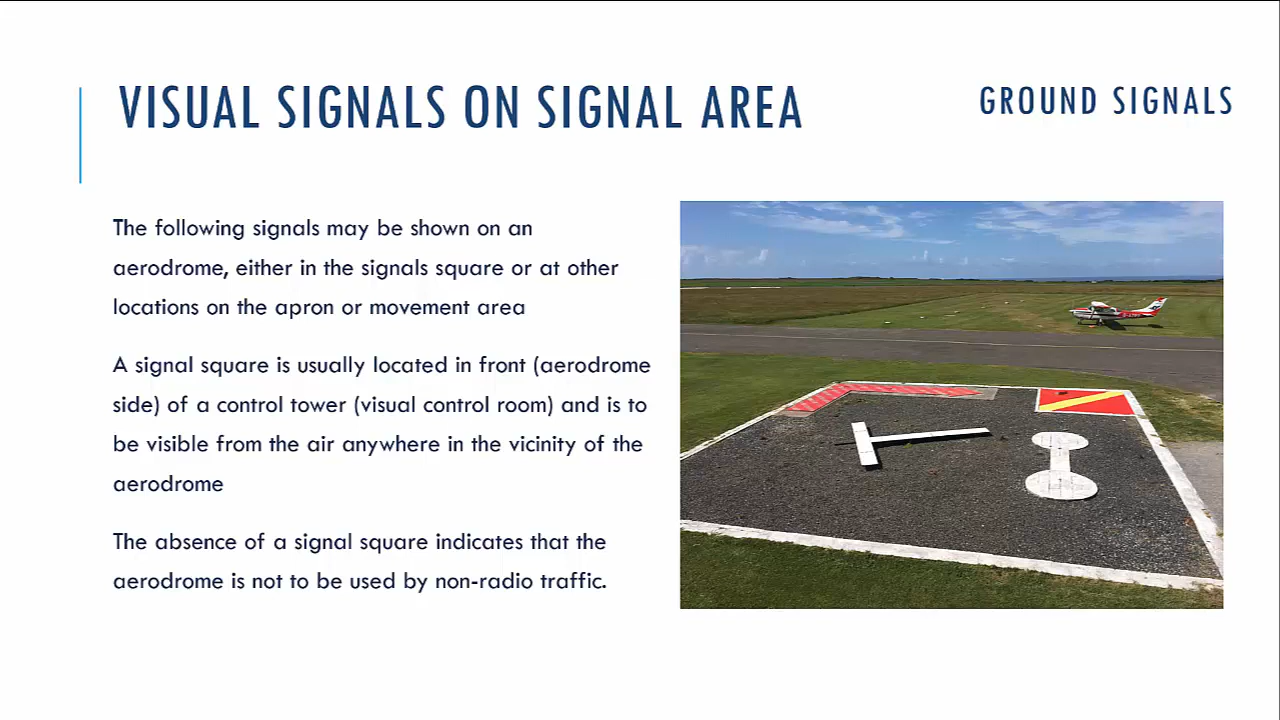 VISUAL SIGNALS ON SIGNAL AREA
GROUND SIGNALS
The following signals may be shown on an
aerodrome, either in the signals square or at other
locations on the apron or movement area
A signal square is usually located in front (aerodrome
side) of a control tower (visual control room) and is to
be visible from the air anywhere in the vicinity of the
aerodrome
The absence of a signal square indicates that the
aerodrome is not to be used by non-radio traffic.